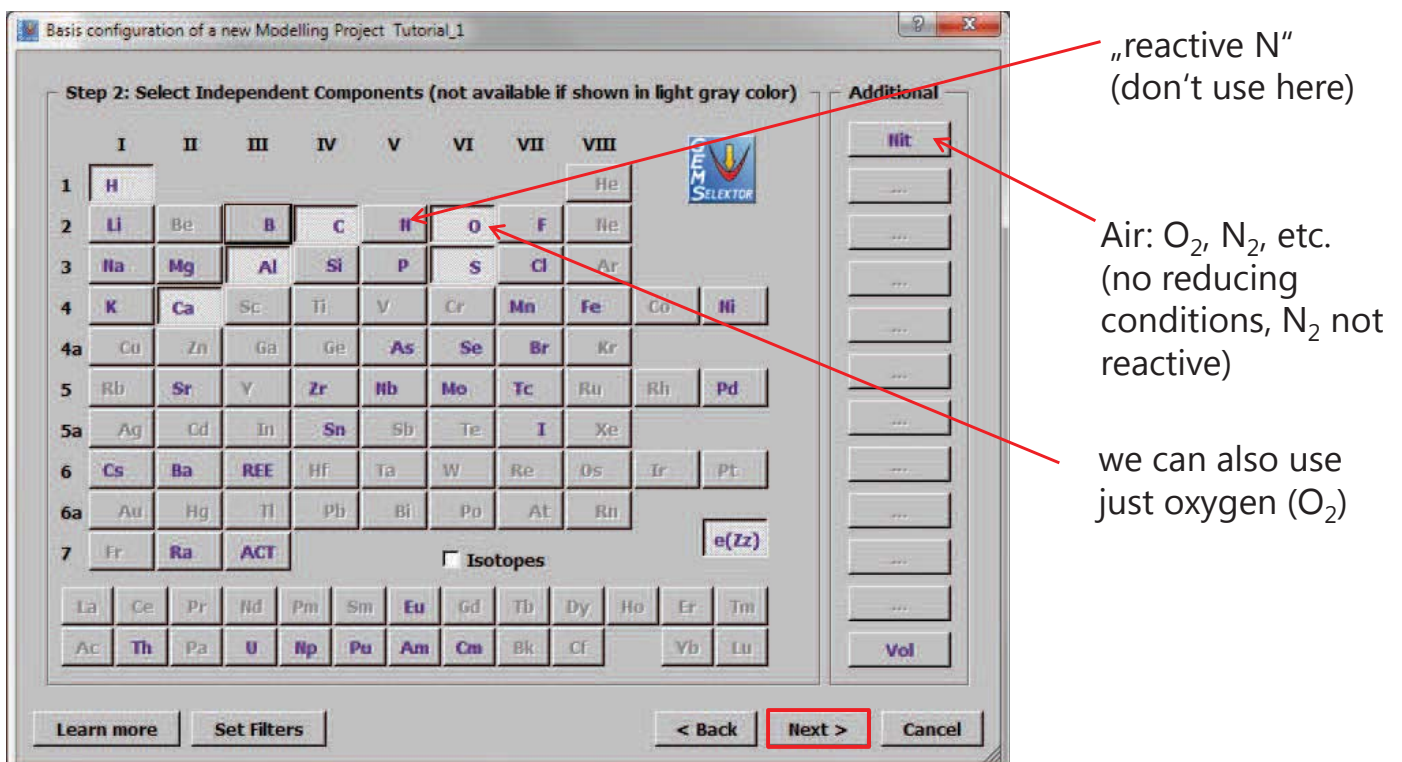 Basis configuration of a new Modelling Project Tutorial_1
?
X
Step 2: Select Independent Components (not available if shown in light gray color)
Additional
I II III IV V VI VII VIII
GEM
SELEKTOR
1 H He
2 Li Be B C N O F Ne
3 Na Mg Al Si P S Cl Ar
4 K Ca Sc Ti V Cr Mn Fe Co Ni
4a Cu Zn Ga Ge As Se Br Kr
5 Rb Sr Y Zr Nb Mo Tc Ru Rh Pd
5a Ag Cd In Sn Sb Te I Xe
6 Cs Ba REE Hf Ta W Re Os Ir Pt
6a Au Hg Tl Pb Bi Po At Rn
7 Fr Ra ACT
Isotopes
e(Zz)
La Ce Pr Nd Pm Sm Eu Gd Tb Dy Ho Er Tm
Ac Th Pa U Np Pu Am Cm Bk Cf Yb Lu
Nit
...
...
...
...
...
...
...
...
...
...
Vol
Learn more
Set Filters
< Back
Next >
Cancel
„reactive N“
(don‘t use here)
Air: O₂, N₂, etc.
(no reducing
conditions, N₂ not
reactive)
we can also use
just oxygen (O₂)